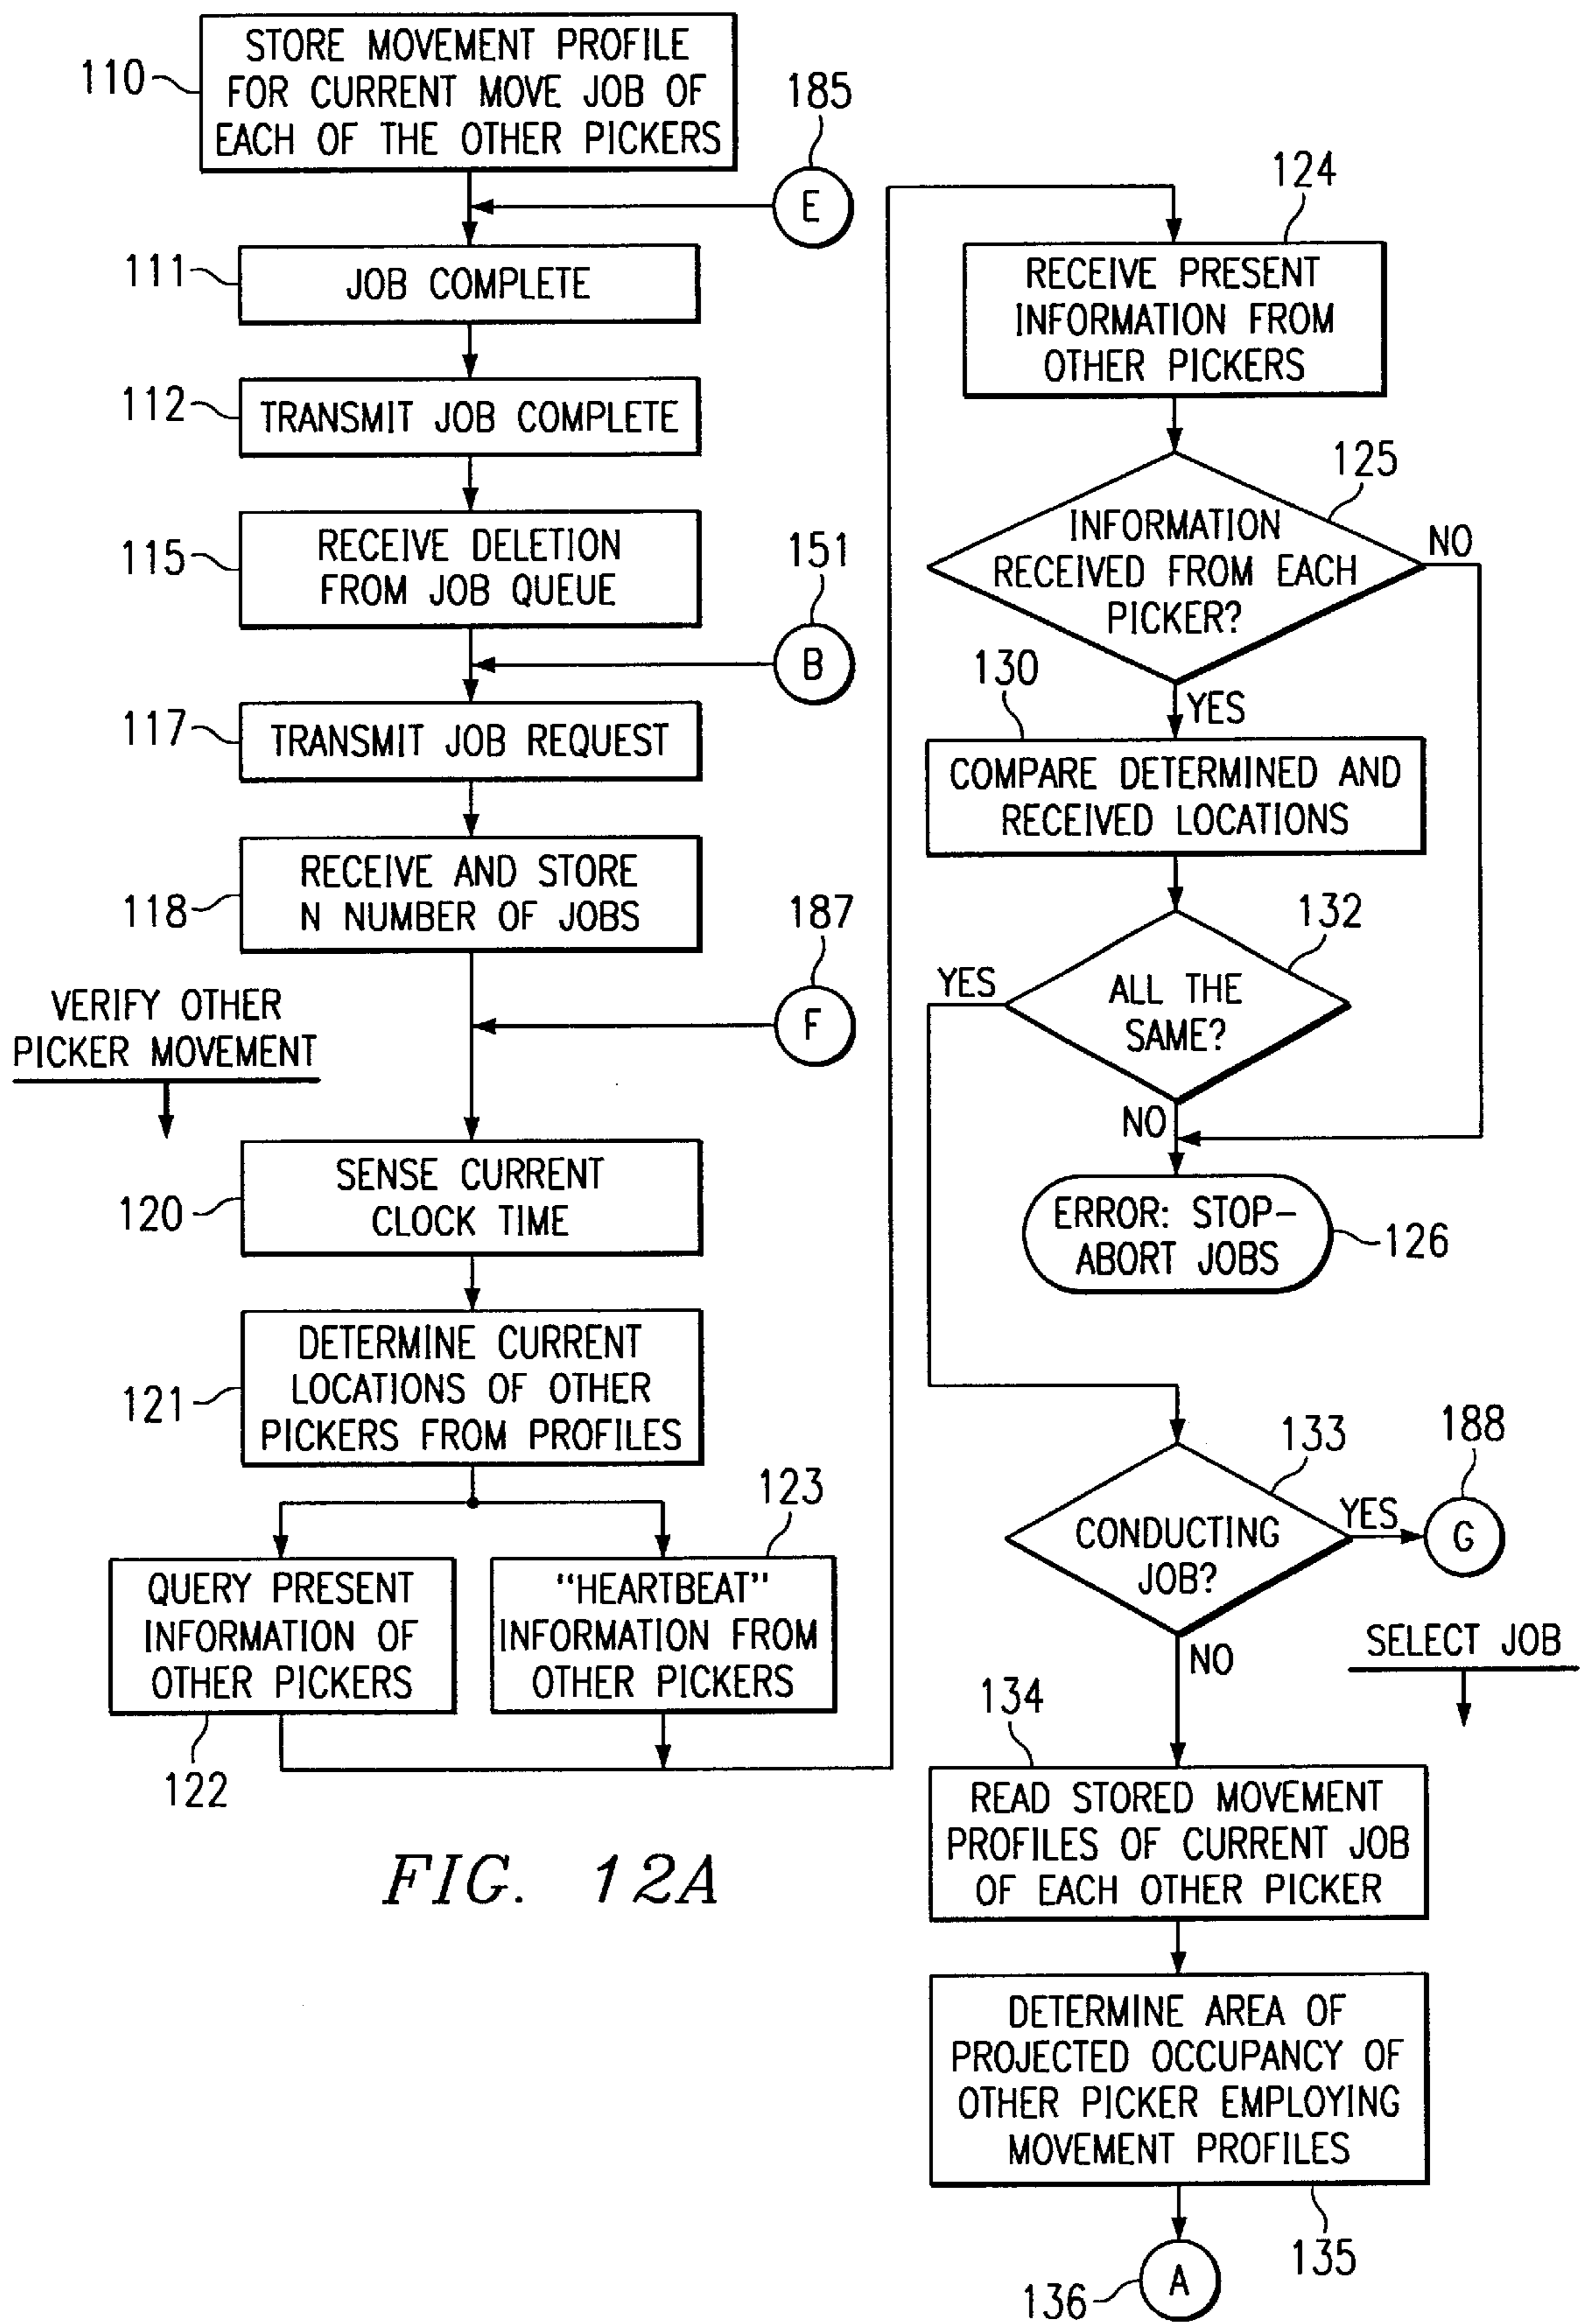 110
STORE MOVEMENT PROFILE
FOR CURRENT MOVE JOB OF
EACH OF THE OTHER PICKERS
185
E
111
JOB COMPLETE
112
TRANSMIT JOB COMPLETE
115
RECEIVE DELETION
FROM JOB QUEUE
151
B
117
TRANSMIT JOB REQUEST
118
RECEIVE AND STORE
N NUMBER OF JOBS
187
F
VERIFY OTHER
PICKER MOVEMENT
120
SENSE CURRENT
CLOCK TIME
121
DETERMINE CURRENT
LOCATIONS OF OTHER
PICKERS FROM PROFILES
QUERY PRESENT
INFORMATION OF
OTHER PICKERS
122
123
"HEARTBEAT"
INFORMATION FROM
OTHER PICKERS
124
RECEIVE PRESENT
INFORMATION FROM
OTHER PICKERS
125
INFORMATION
RECEIVED FROM EACH
PICKER?
NO
YES
130
COMPARE DETERMINED AND
RECEIVED LOCATIONS
132
ALL THE
SAME?
YES
NO
ERROR: STOP-
ABORT JOBS
126
133
CONDUCTING
JOB?
YES
188
G
NO
SELECT JOB
134
READ STORED MOVEMENT
PROFILES OF CURRENT JOB
OF EACH OTHER PICKER
DETERMINE AREA OF
PROJECTED OCCUPANCY OF
OTHER PICKER EMPLOYING
MOVEMENT PROFILES
135
136
A
FIG. 12A